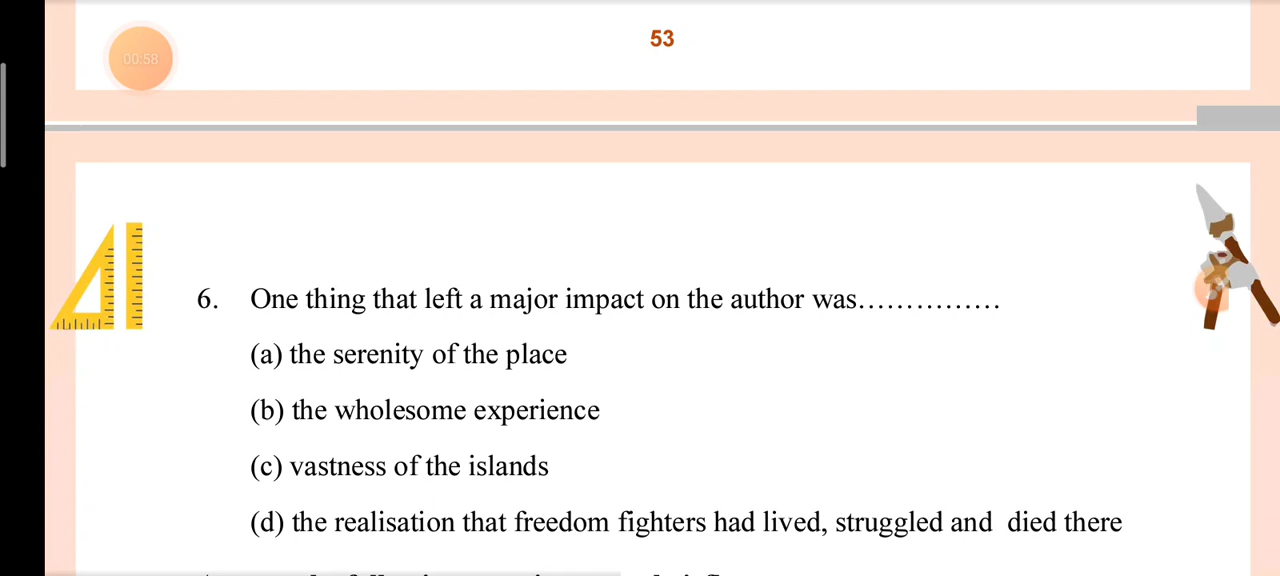 53
00:58
6. One thing that left a major impact on the author was...............
(a) the serenity of the place
(b) the wholesome experience
(c) vastness of the islands
(d) the realisation that freedom fighters had lived, struggled and died there